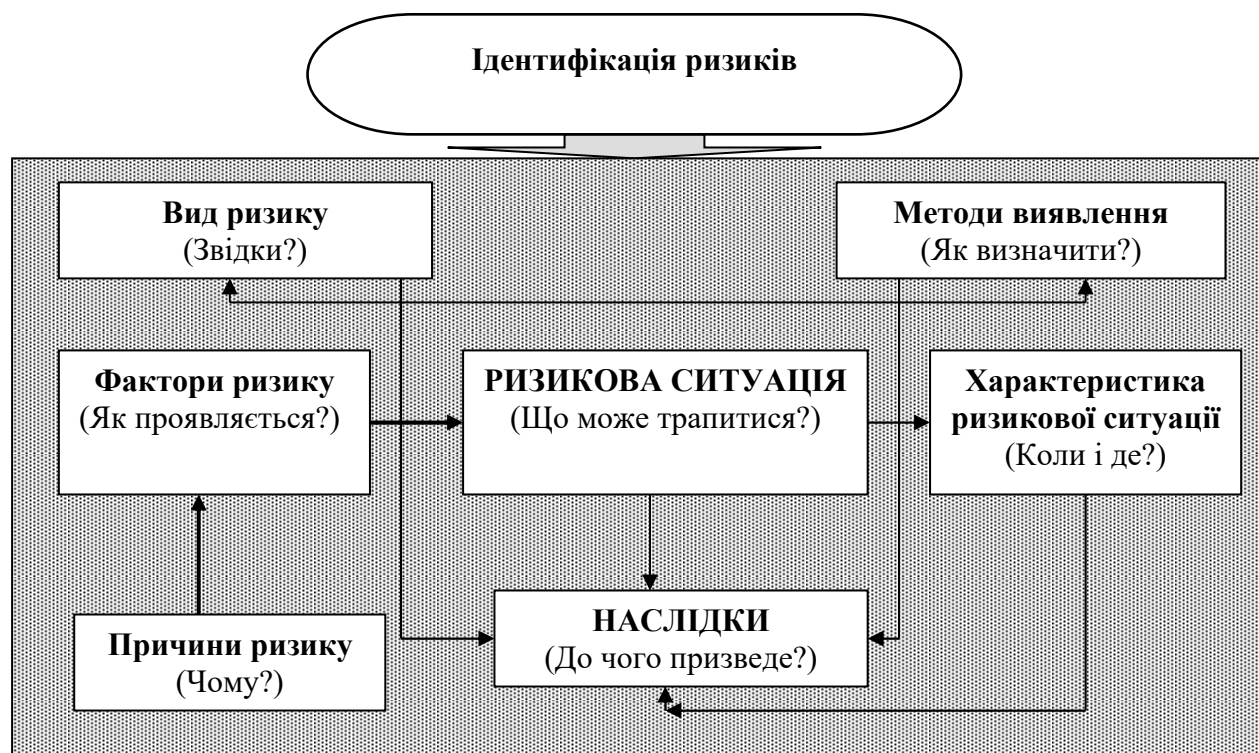 Ідентифікація ризиків
Вид ризику
(Звідки?)
Методи виявлення
(Як визначити?)
Фактори ризику
(Як проявляється?)
РИЗИКОВА СИТУАЦІЯ
(Що може трапитися?)
Характеристика
ризикової ситуації
(Коли і де?)
Причини ризику
(Чому?)
НАСЛІДКИ
(До чого призведе?)